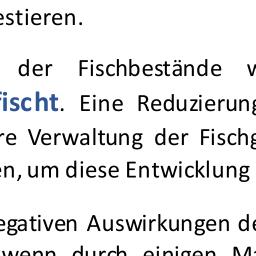 estieren.
der Fischbestände
fischt. Eine Reduzierung
re Verwaltung der Fischg
en, um diese Entwicklung
egativen Auswirkungen de
wenn durch einigen Ma